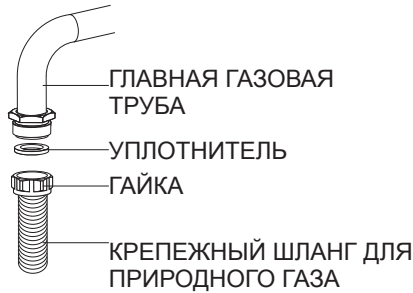 ГЛАВНАЯ ГАЗОВАЯ
ТРУБА
УПЛОТНИТЕЛЬ
ГАЙКА
КРЕПЕЖНЫЙ ШЛАНГ ДЛЯ
ПРИРОДНОГО ГАЗА